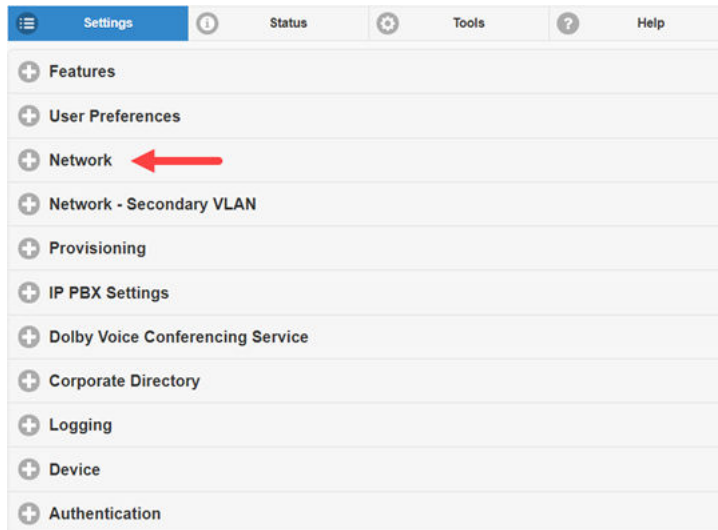 Settings Status Tools Help
Features
User Preferences
Network
Network - Secondary VLAN
Provisioning
IP PBX Settings
Dolby Voice Conferencing Service
Corporate Directory
Logging
Device
Authentication